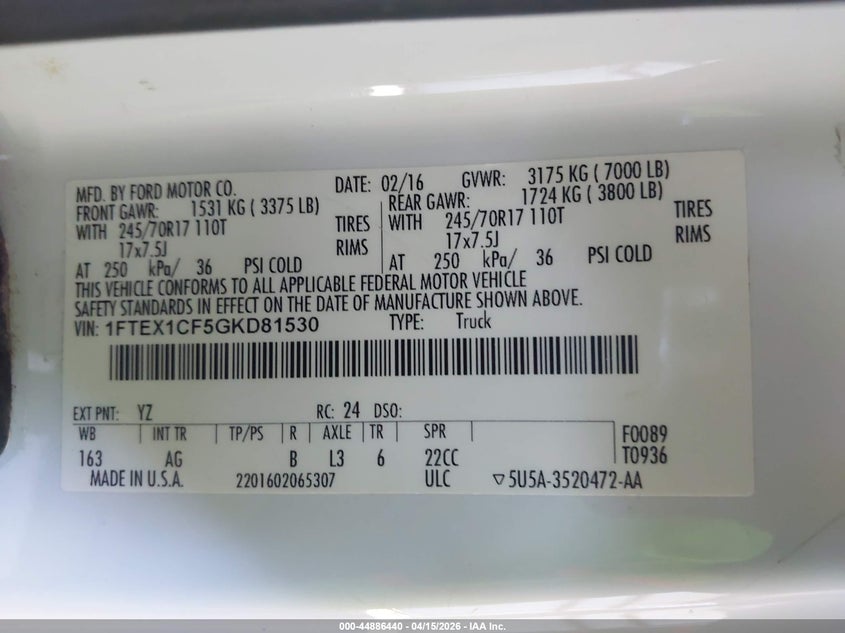 MFD. BY FORD MOTOR CO. DATE: 02/16 GVWR: 3175 KG ( 7000 LB)
FRONT GAWR: 1531 KG ( 3375 LB) REAR GAWR: 1724 KG ( 3800 LB)
WITH 245/70R17 110T TIRES WITH 245/70R17 110T TIRES
17x7.5J RIMS 17x7.5J RIMS
AT 250 kPa/ 36 PSI COLD AT 250 kPa/ 36 PSI COLD
THIS VEHICLE CONFORMS TO ALL APPLICABLE FEDERAL MOTOR VEHICLE
SAFETY STANDARDS IN EFFECT ON THE DATE OF MANUFACTURE SHOWN ABOVE.
VIN: 1FTEX1CF5GKD81530 TYPE: Truck
EXT PNT: YZ RC: 24 DSO:
WB INT TR TP/PS R AXLE TR SPR F0089
163 AG B L3 6 22CC T0936
MADE IN U.S.A. 2201602065307 ULC ▽5U5A-3520472-AA
000-44886440 - 04/15/2026 - IAA Inc.